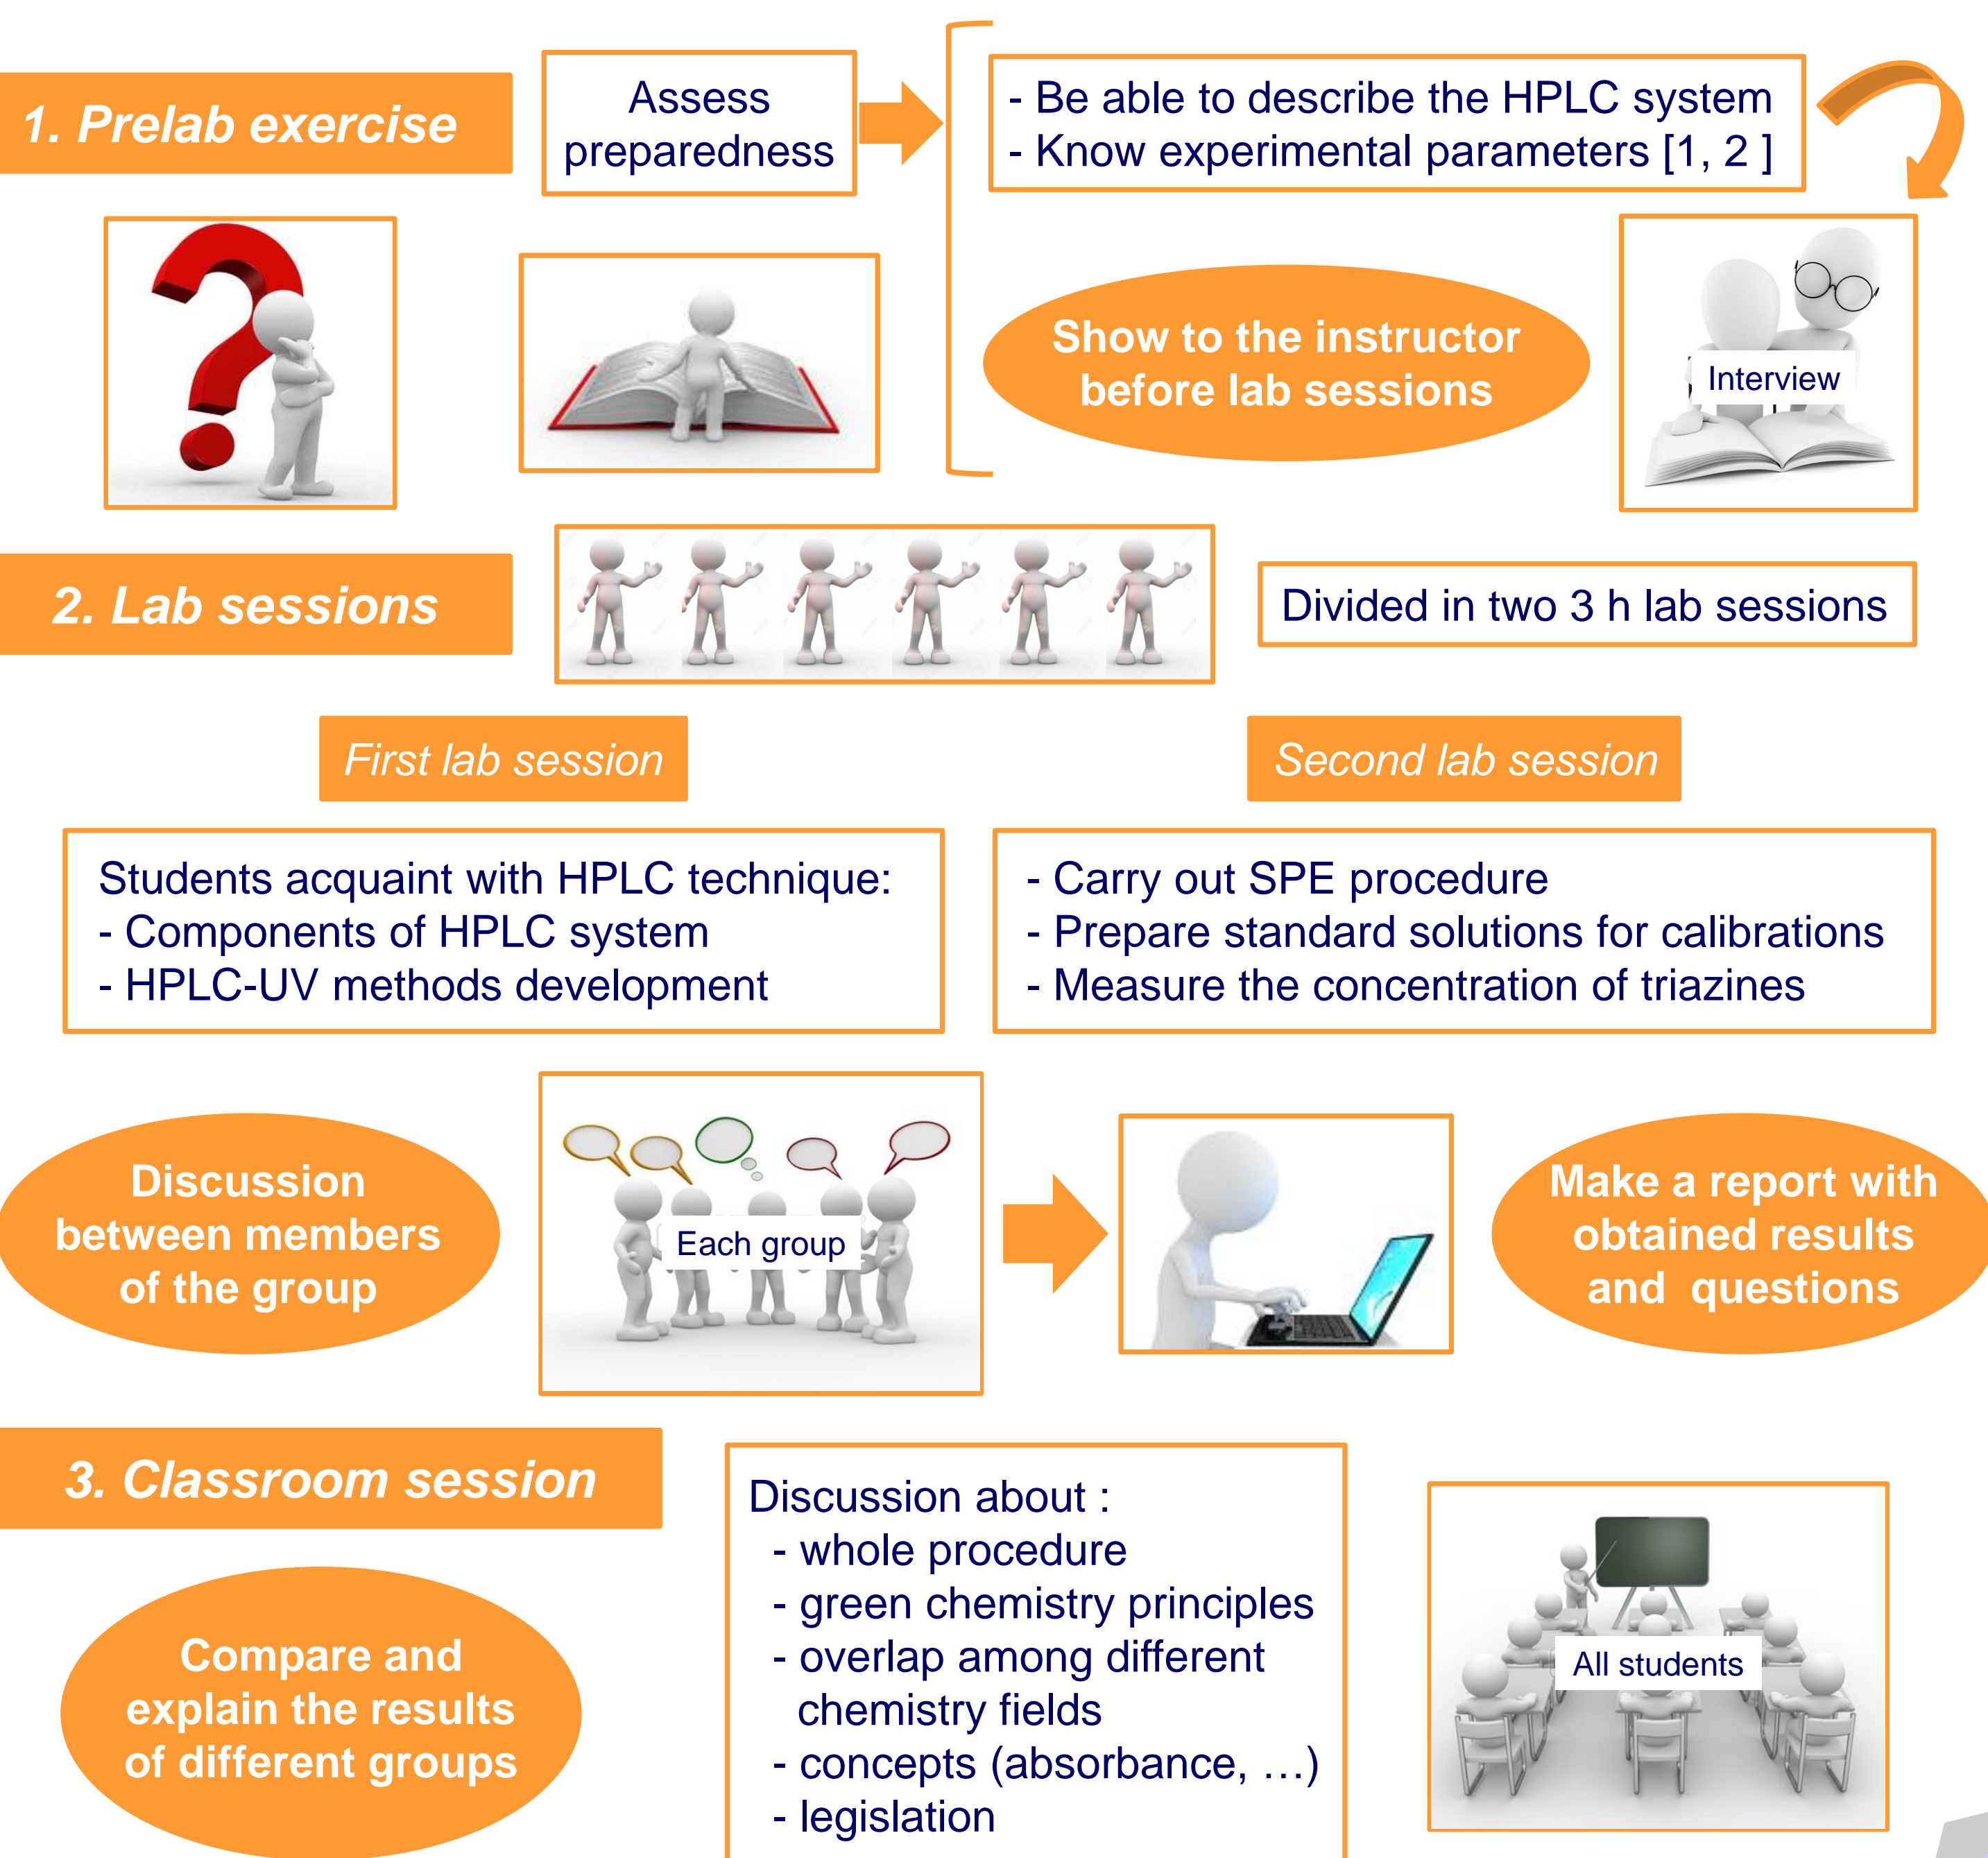 1. Prelab exercise
Assess
preparedness
- Be able to describe the HPLC system
- Know experimental parameters [1, 2 ]
Show to the instructor
before lab sessions
Interview
2. Lab sessions
Divided in two 3 h lab sessions
First lab session
Second lab session
Students acquaint with HPLC technique:
- Components of HPLC system
- HPLC-UV methods development
- Carry out SPE procedure
- Prepare standard solutions for calibrations
- Measure the concentration of triazines
Discussion
between members
of the group
Each group
Make a report with
obtained results
and questions
3. Classroom session
Compare and
explain the results
of different groups
Discussion about :
- whole procedure
- green chemistry principles
- overlap among different
chemistry fields
- concepts (absorbance, …)
- legislation
All students